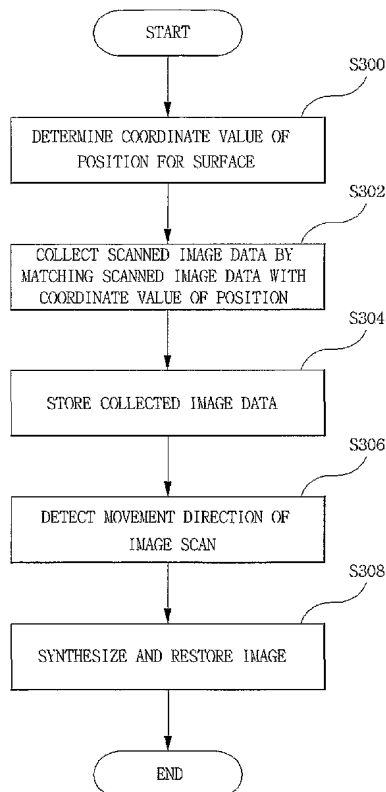 START
S300
DETERMINE COORDINATE VALUE OF
POSITION FOR SURFACE
S302
COLLECT SCANNED IMAGE DATA BY
MATCHING SCANNED IMAGE DATA WITH
COORDINATE VALUE OF POSITION
S304
STORE COLLECTED IMAGE DATA
S306
DETECT MOVEMENT DIRECTION OF
IMAGE SCAN
S308
SYNTHESIZE AND RESTORE IMAGE
END